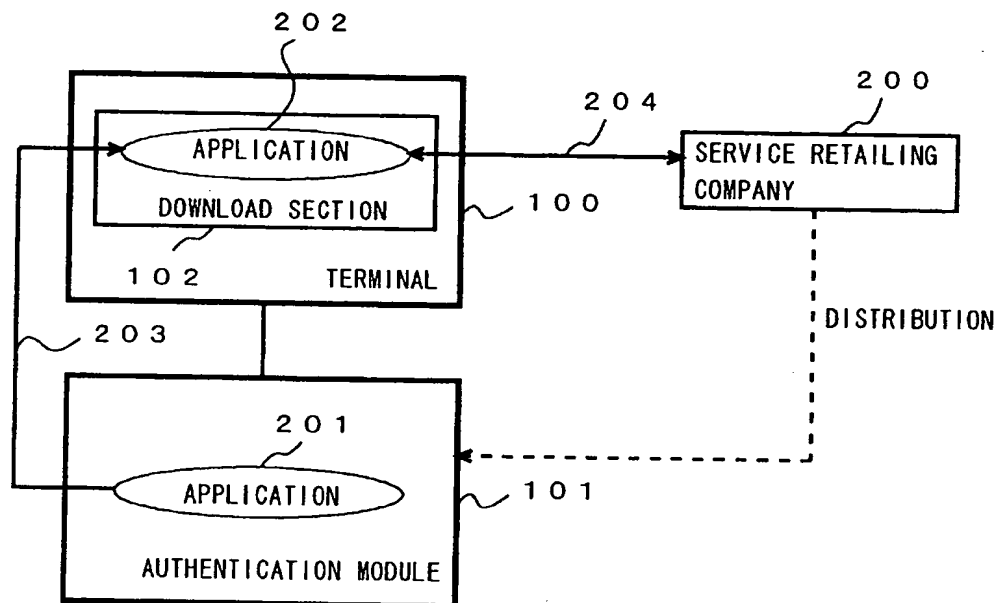 202
204
200
APPLICATION
SERVICE RETAILING
COMPANY
DOWNLOAD SECTION
100
102
TERMINAL
DISTRIBUTION
203
201
APPLICATION
101
AUTHENTICATION MODULE